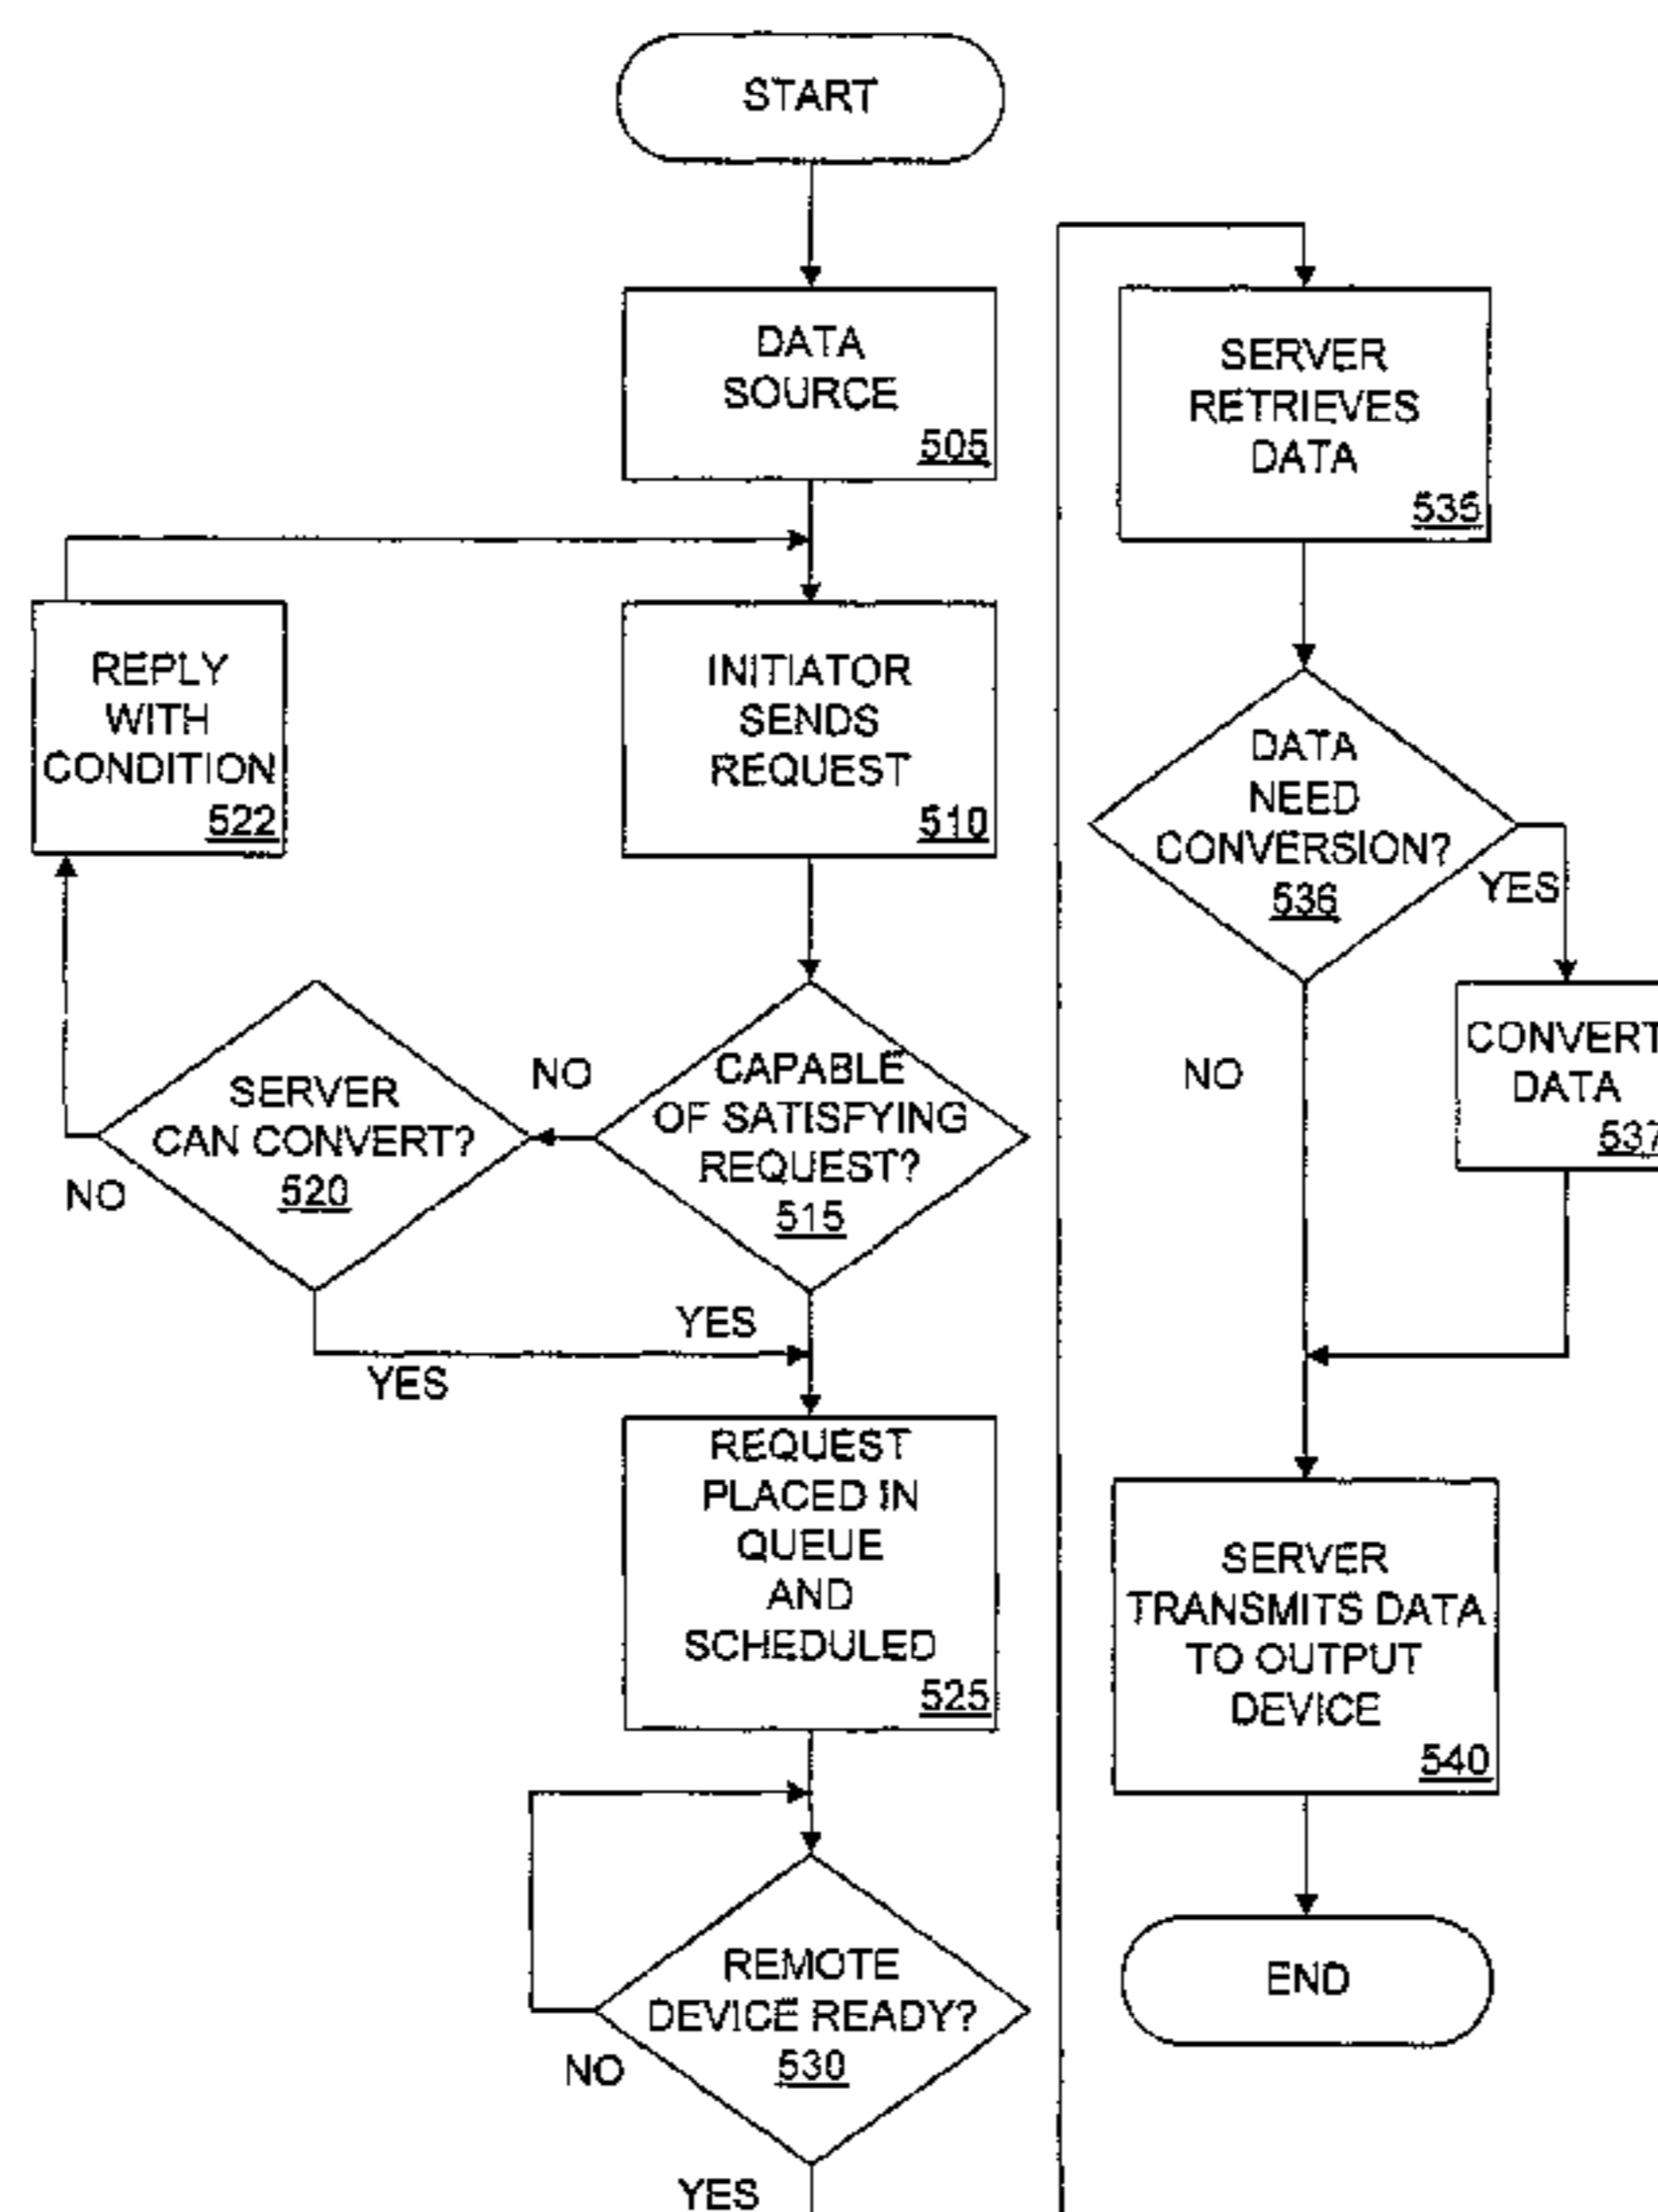 START
DATA
SOURCE
505
REPLY
WITH
CONDITION
522
INITIATOR
SENDS
REQUEST
510
SERVER
CAN CONVERT?
520
NO
NO
CAPABLE
OF SATISFYING
REQUEST?
515
YES
YES
REQUEST
PLACED IN
QUEUE
AND
SCHEDULED
525
REMOTE
DEVICE READY?
530
NO
YES
SERVER
RETRIEVES
DATA
535
DATA
NEED
CONVERSION?
536
YES
NO
CONVERT
DATA
537
SERVER
TRANSMITS DATA
TO OUTPUT
DEVICE
540
END